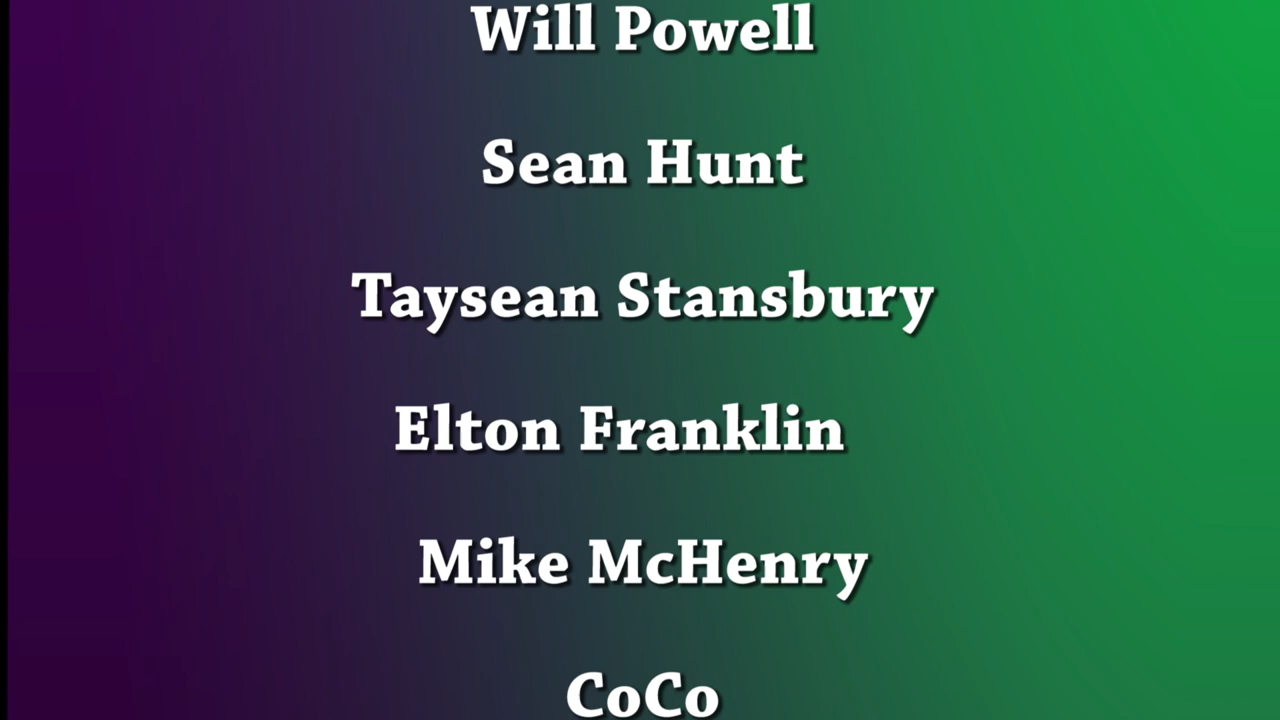 Will Powell
Sean Hunt
Taysean Stansbury
Elton Franklin
Mike McHenry
CoCo